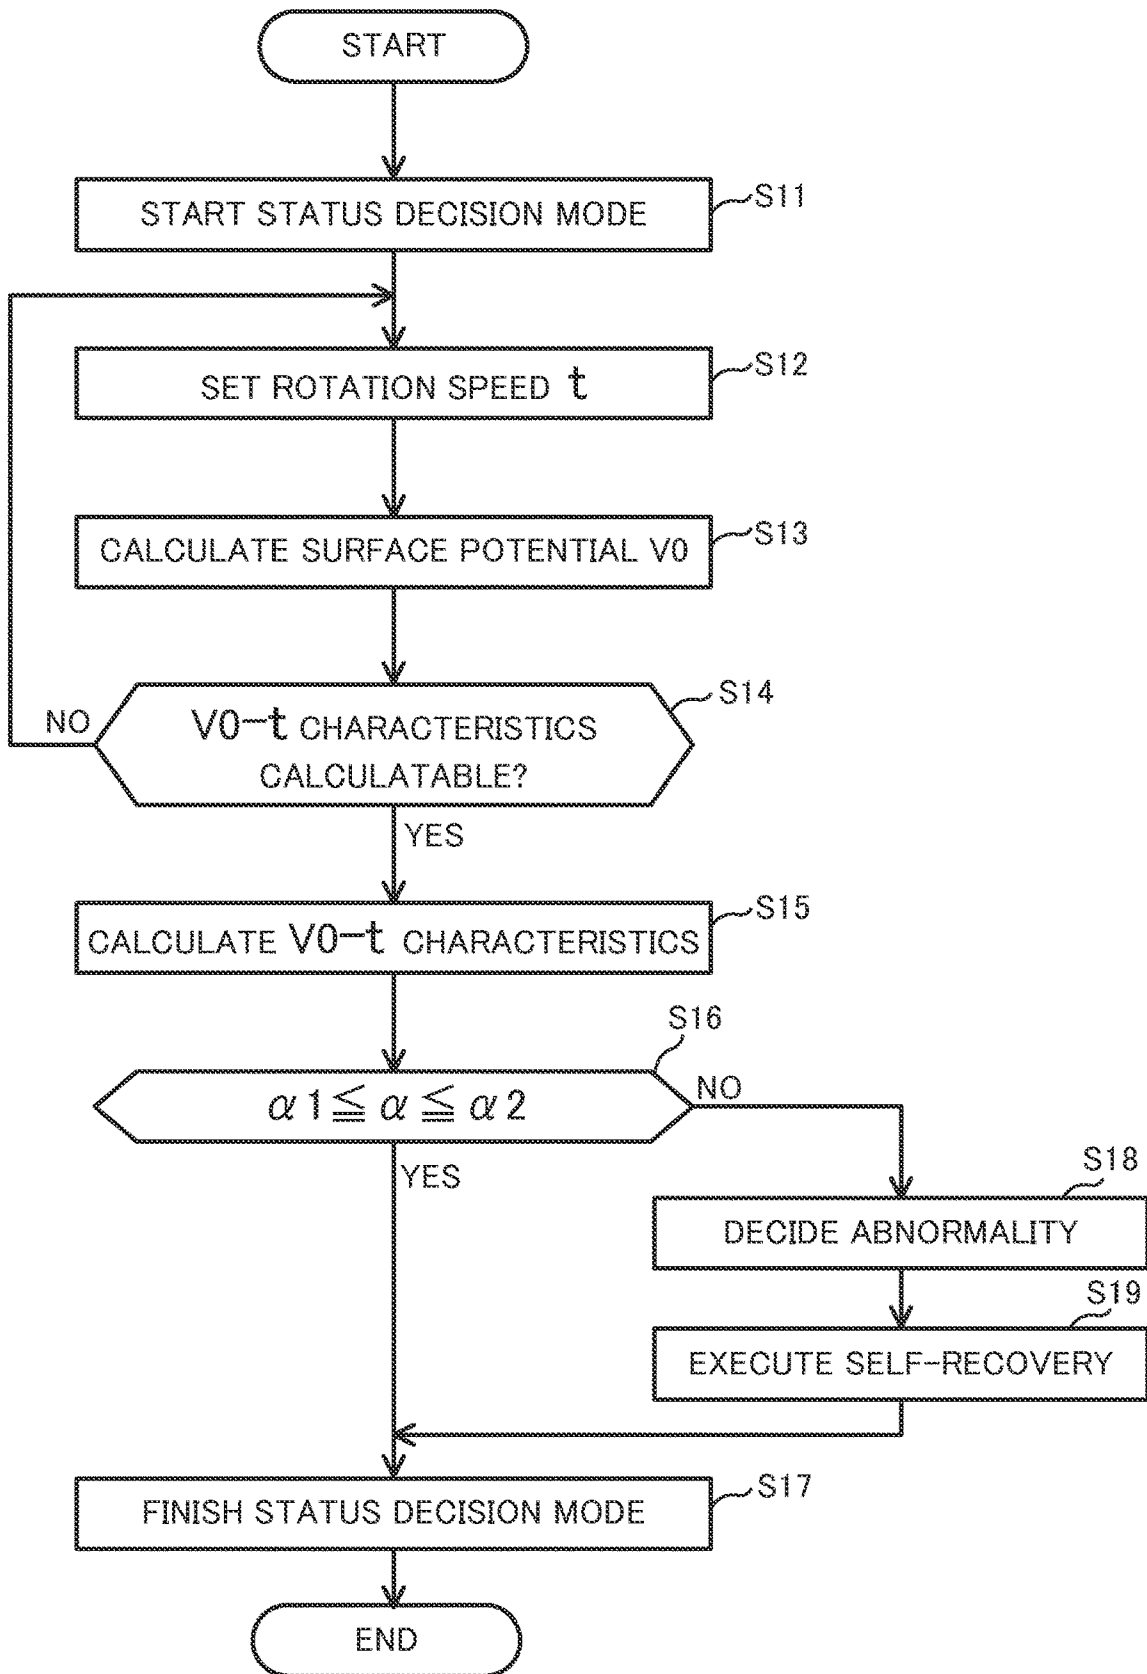 START
START STATUS DECISION MODE
S11
SET ROTATION SPEED t
S12
CALCULATE SURFACE POTENTIAL V0
S13
V0-t CHARACTERISTICS
CALCULATABLE?
S14
NO
YES
CALCULATE V0-t CHARACTERISTICS
S15
α1≦α≦α2
S16
NO
YES
DECIDE ABNORMALITY
S18
EXECUTE SELF-RECOVERY
S19
FINISH STATUS DECISION MODE
S17
END